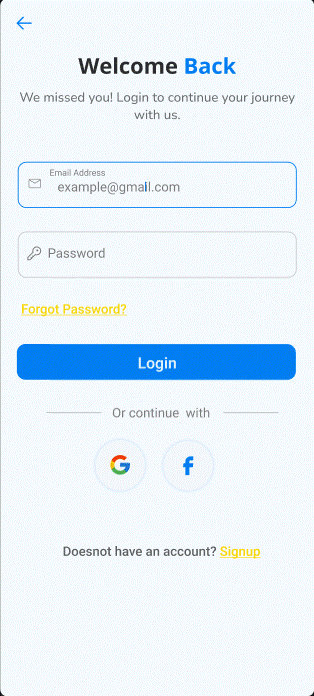 Welcome Back
We missed you! Login to continue your journey
with us.
Email Address
example@gmail.com
Password
Forgot Password?
Login
Or continue with
Doesnot have an account? Signup